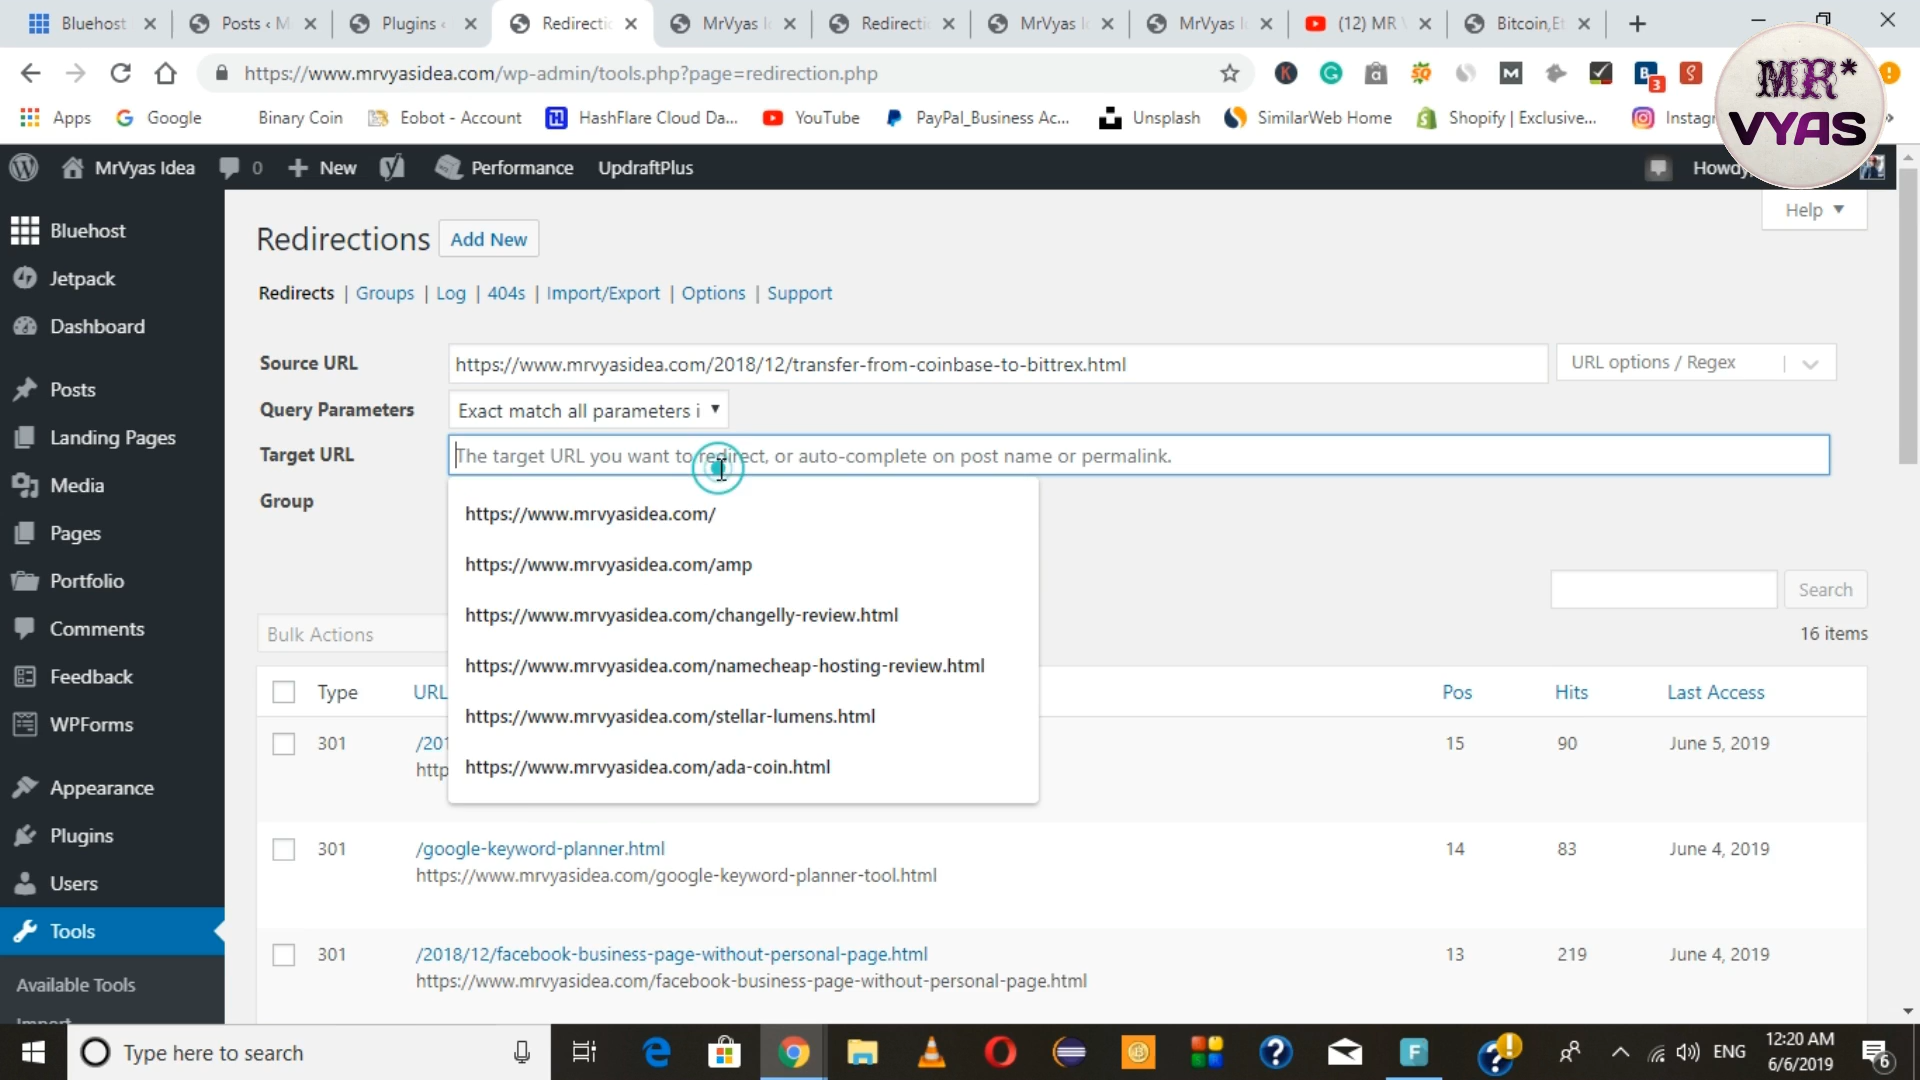 Bluehost
Posts ‹ M
Plugins ‹
Redirectio
MrVyas Id
Redirecti
MrVyas Id
MrVyas Id
(12) MR V
Bitcoin,Et
https://www.mrvyasidea.com/wp-admin/tools.php?page=redirection.php
3
Apps
Google
Binary Coin
Eobot - Account
HashFlare Cloud Da...
YouTube
PayPal_Business Ac...
Unsplash
SimilarWeb Home
Shopify | Exclusive...
Instagr
MR*
VYAS
MrVyas Idea
0
New
Performance
UpdraftPlus
Howdy,
Help
Bluehost
Jetpack
Dashboard
Posts
Landing Pages
Media
Pages
Portfolio
Comments
Feedback
WPForms
Appearance
Plugins
Users
Tools
Available Tools
Import
Redirections
Add New
Redirects | Groups | Log | 404s | Import/Export | Options | Support
Source URL
https://www.mrvyasidea.com/2018/12/transfer-from-coinbase-to-bittrex.html
URL options / Regex
Query Parameters
Exact match all parameters i
Target URL
The target URL you want to redirect, or auto-complete on post name or permalink.
Group
https://www.mrvyasidea.com/
https://www.mrvyasidea.com/amp
https://www.mrvyasidea.com/changelly-review.html
https://www.mrvyasidea.com/namecheap-hosting-review.html
https://www.mrvyasidea.com/stellar-lumens.html
https://www.mrvyasidea.com/ada-coin.html
Search
Bulk Actions
16 items
Type
URL
Pos
Hits
Last Access
301
/201
http
15
90
June 5, 2019
301
/google-keyword-planner.html
https://www.mrvyasidea.com/google-keyword-planner-tool.html
14
83
June 4, 2019
301
/2018/12/facebook-business-page-without-personal-page.html
https://www.mrvyasidea.com/facebook-business-page-without-personal-page.html
13
219
June 4, 2019
Type here to search
ENG
12:20 AM
6/6/2019
6